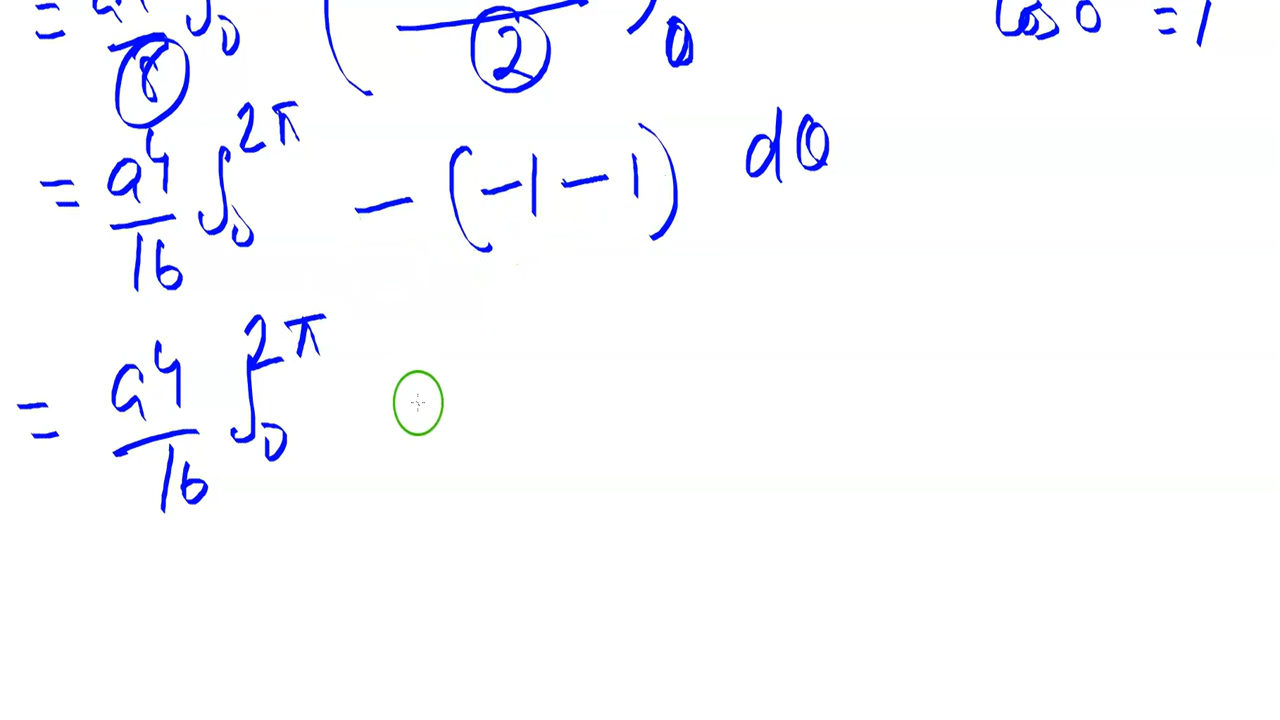 = a⁴/8 ∫₀ ( /2 )₀ cos 0 = 1
= a⁴/16 ∫₀^2π − (−1 − 1) dθ
= a⁴/16 ∫₀^2π